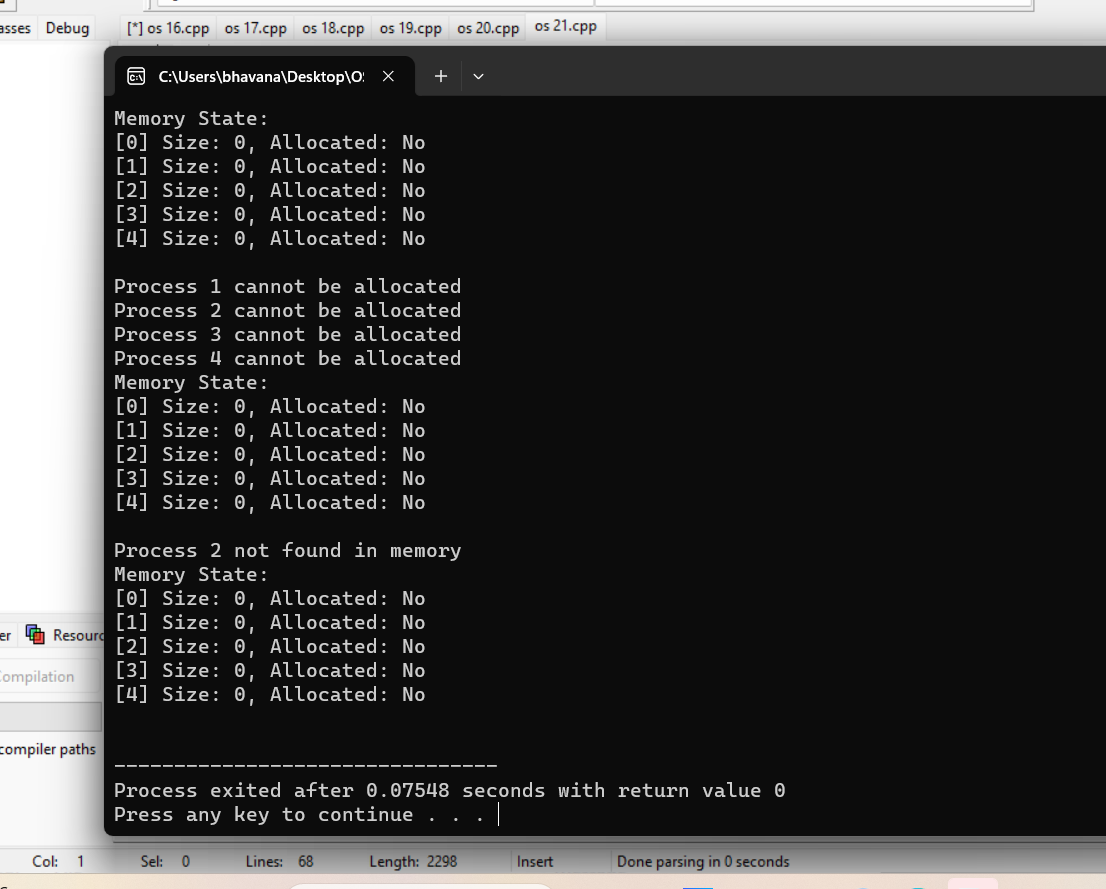 asses Debug [*] os 16.cpp os 17.cpp os 18.cpp os 19.cpp os 20.cpp os 21.cpp
C:\Users\bhavana\Desktop\O
Memory State:
[0] Size: 0, Allocated: No
[1] Size: 0, Allocated: No
[2] Size: 0, Allocated: No
[3] Size: 0, Allocated: No
[4] Size: 0, Allocated: No
Process 1 cannot be allocated
Process 2 cannot be allocated
Process 3 cannot be allocated
Process 4 cannot be allocated
Memory State:
[0] Size: 0, Allocated: No
[1] Size: 0, Allocated: No
[2] Size: 0, Allocated: No
[3] Size: 0, Allocated: No
[4] Size: 0, Allocated: No
Process 2 not found in memory
Memory State:
[0] Size: 0, Allocated: No
[1] Size: 0, Allocated: No
[2] Size: 0, Allocated: No
[3] Size: 0, Allocated: No
[4] Size: 0, Allocated: No
er Resourc
ompilation
compiler paths
--------------------------------
Process exited after 0.07548 seconds with return value 0
Press any key to continue . . .
Col: 1 Sel: 0 Lines: 68 Length: 2298 Insert Done parsing in 0 seconds